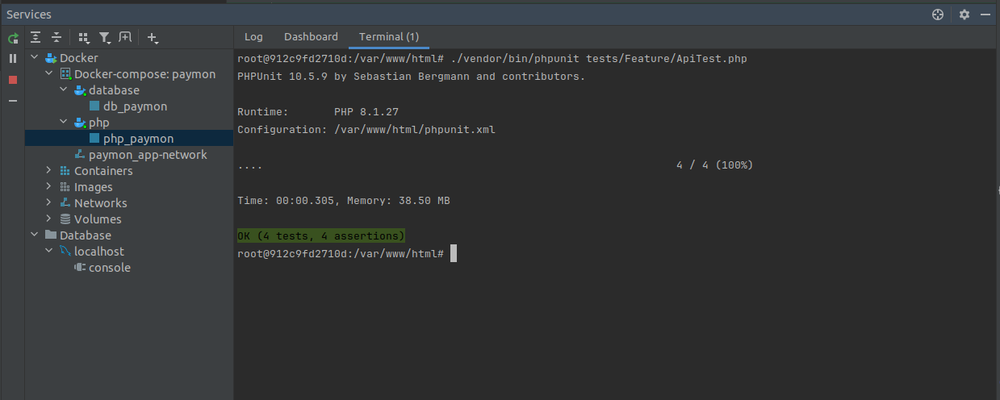 Services
Log Dashboard Terminal (1)
Docker
Docker-compose: paymon
database
db_paymon
php
php_paymon
paymon_app-network
Containers
Images
Networks
Volumes
Database
localhost
console
root@912c9fd2710d:/var/www/html# ./vendor/bin/phpunit tests/Feature/ApiTest.php
PHPUnit 10.5.9 by Sebastian Bergmann and contributors.
Runtime:       PHP 8.1.27
Configuration: /var/www/html/phpunit.xml
.... 4 / 4 (100%)
Time: 00:00.305, Memory: 38.50 MB
OK (4 tests, 4 assertions)
root@912c9fd2710d:/var/www/html#